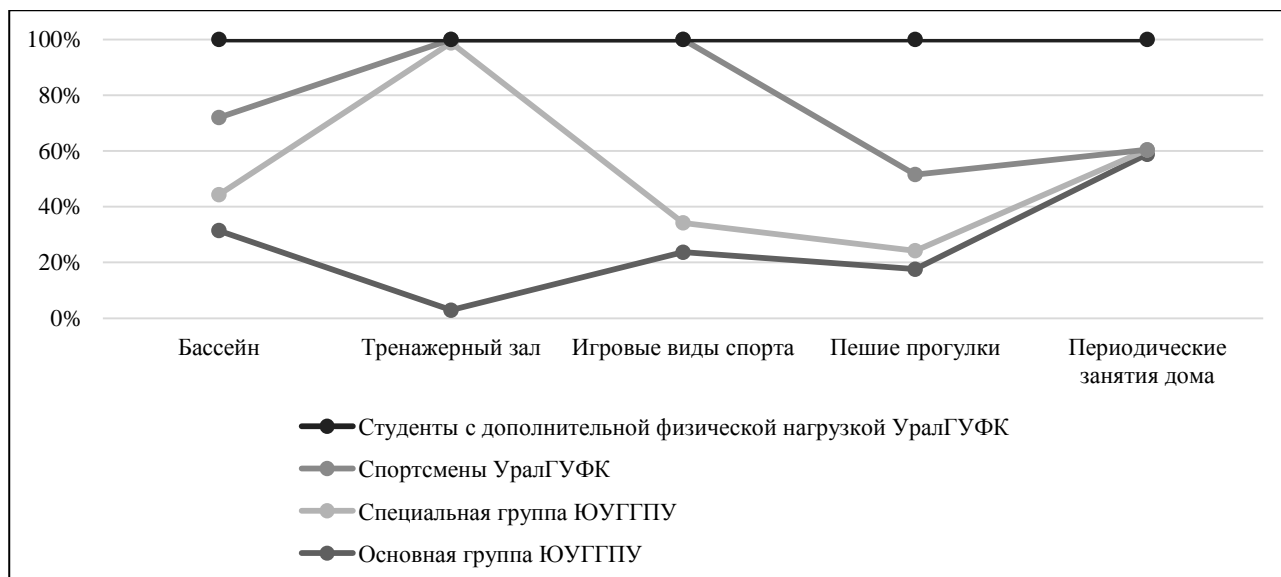 100%
80%
60%
40%
20%
0%
Бассейн
Тренажерный зал
Игровые виды спорта
Пешие прогулки
Периодические
занятия дома
Студенты с дополнительной физической нагрузкой УралГУФК
Спортсмены УралГУФК
Специальная группа ЮУГГПУ
Основная группа ЮУГГПУ